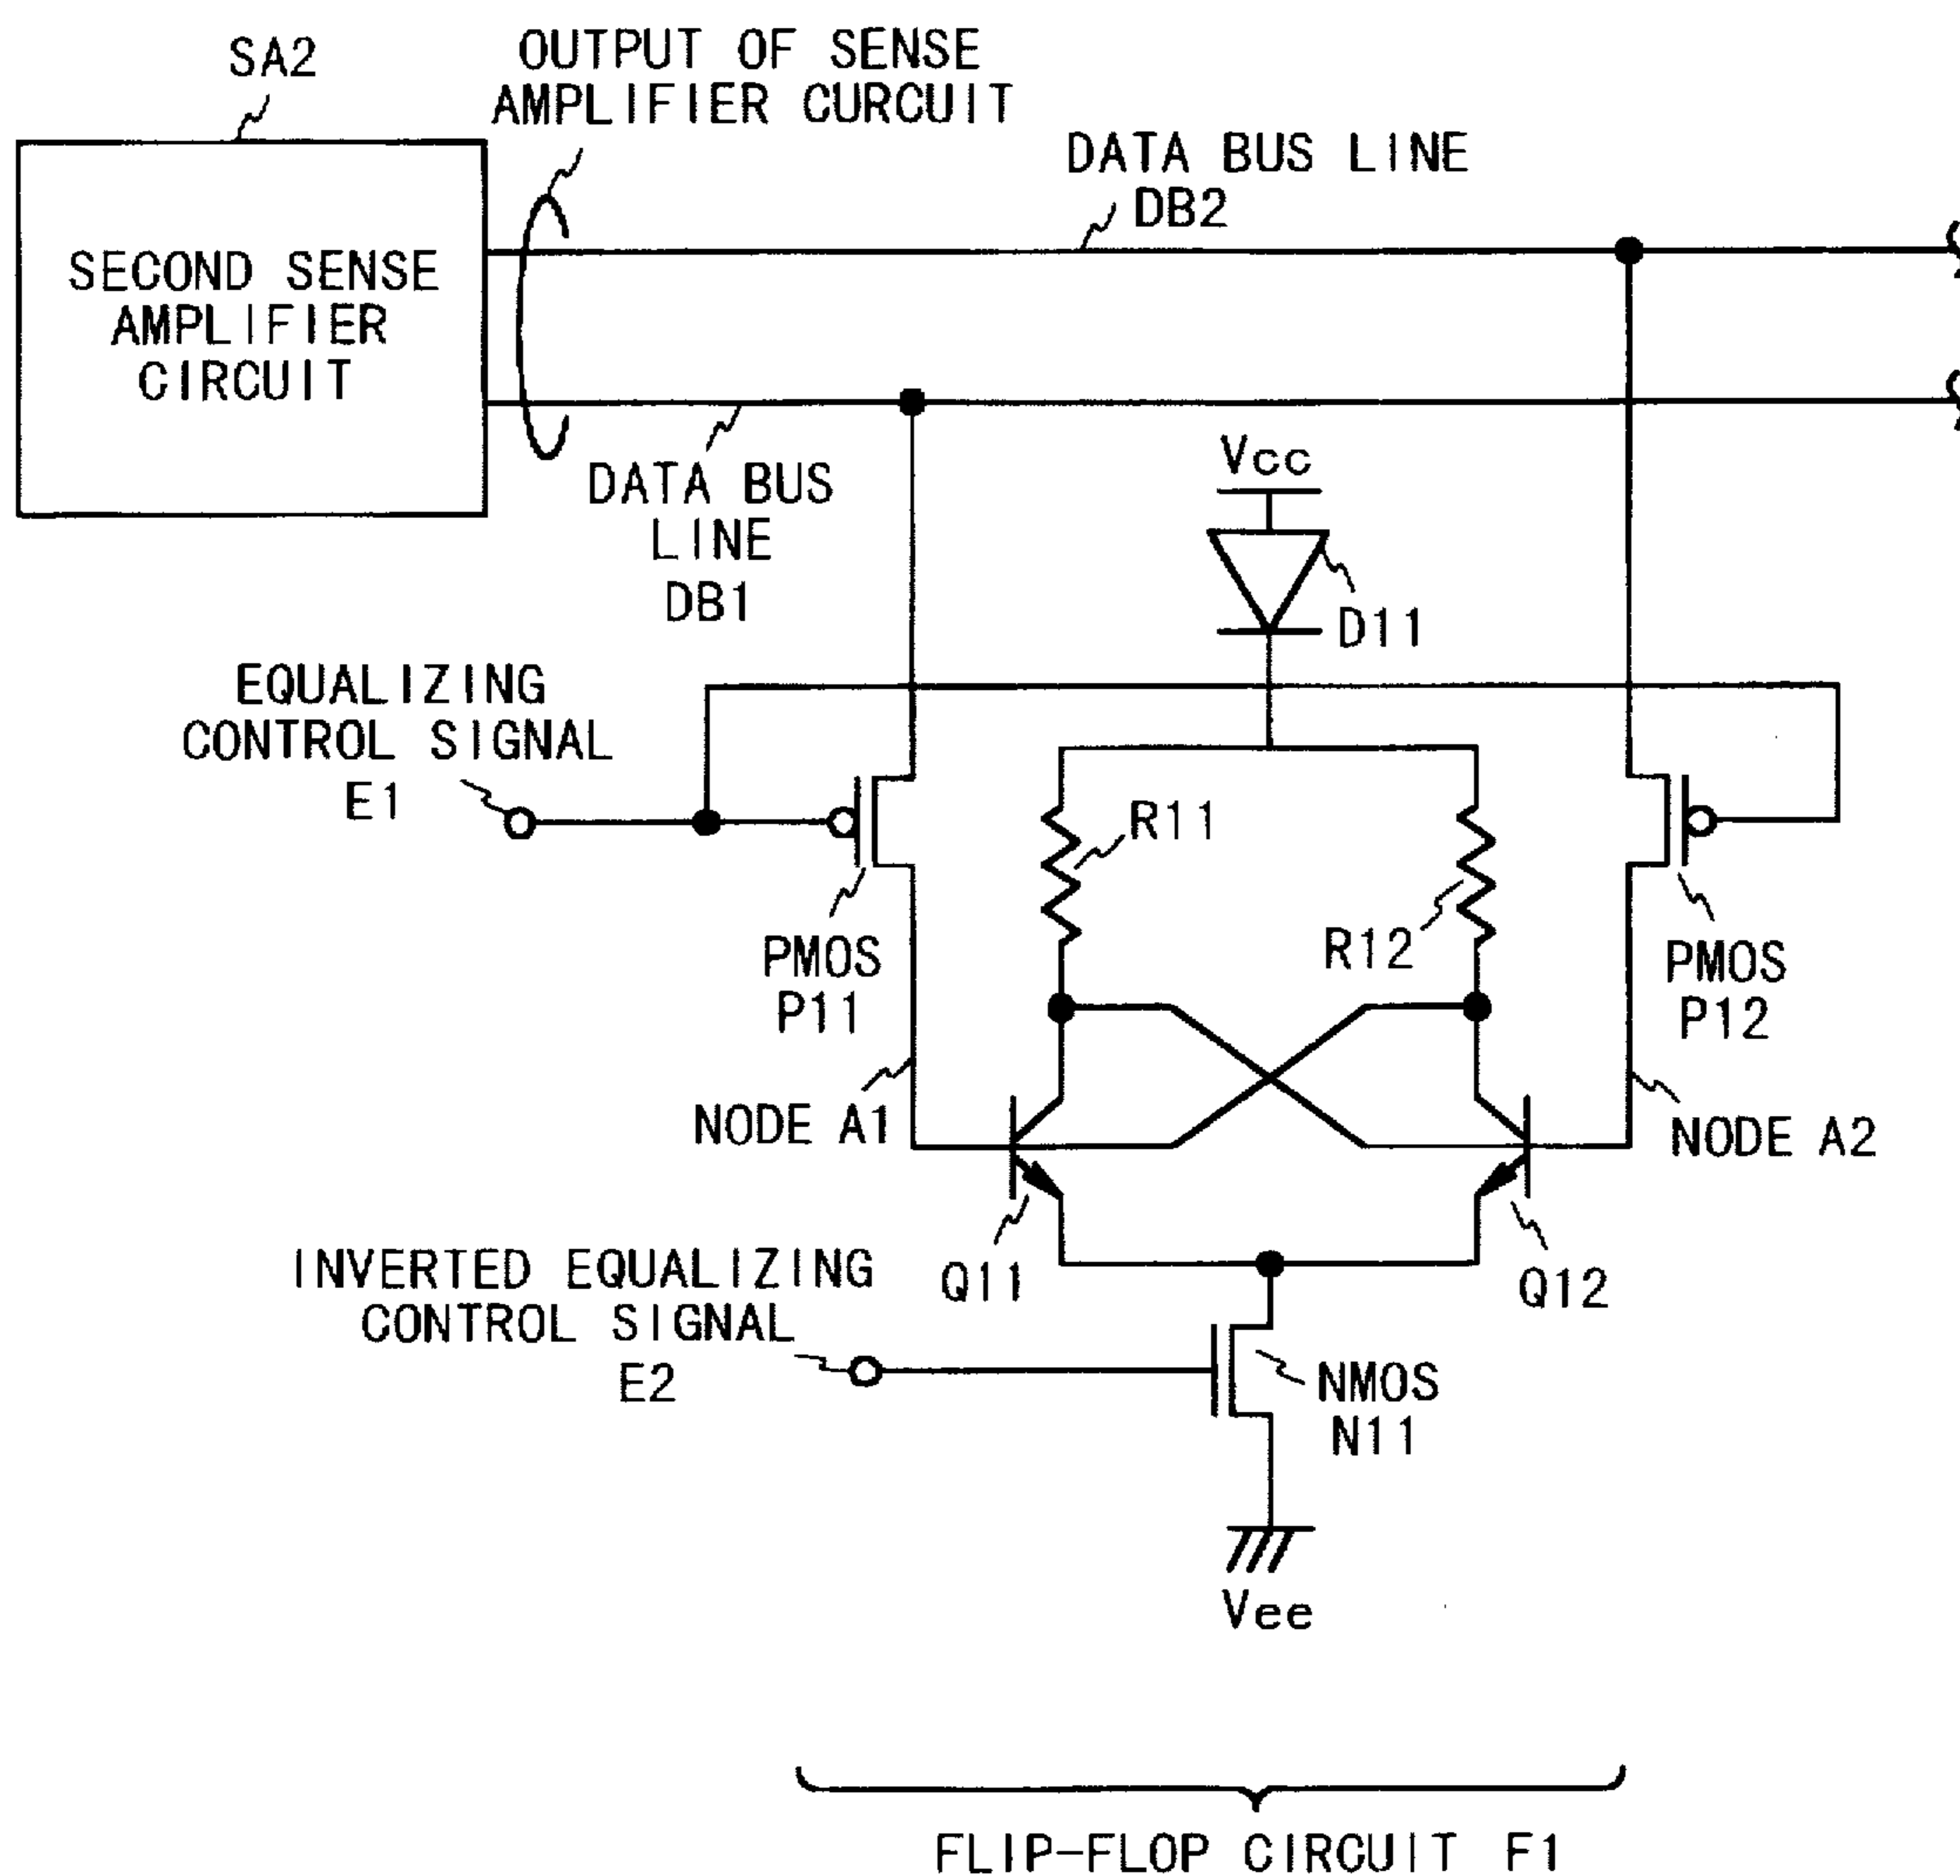 SA2
OUTPUT OF SENSE
AMPLIFIER CURCUIT
DATA BUS LINE
DB2
SECOND SENSE
AMPLIFIER
CIRCUIT
DATA BUS
LINE
DB1
Vcc
D11
EQUALIZING
CONTROL SIGNAL
E1
R11
R12
PMOS
P11
PMOS
P12
NODE A1
NODE A2
Q11
Q12
INVERTED EQUALIZING
CONTROL SIGNAL
E2
NMOS
N11
Vee
FLIP-FLOP CIRCUIT F1